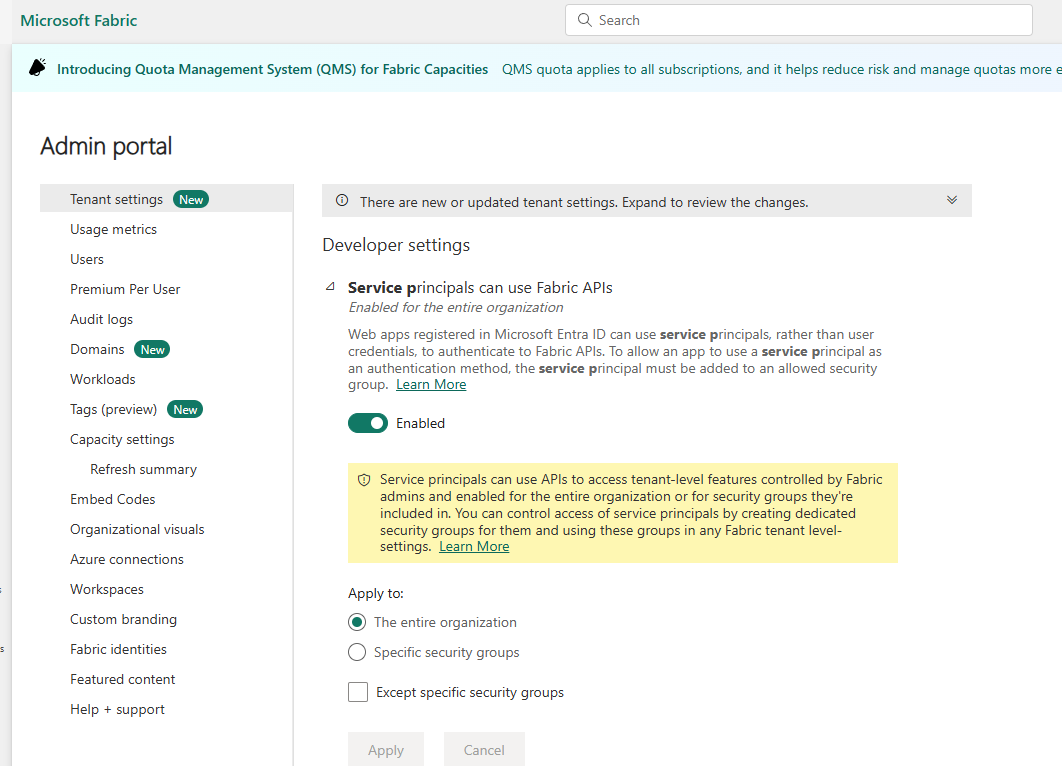 Microsoft Fabric
Search
Introducing Quota Management System (QMS) for Fabric Capacities QMS quota applies to all subscriptions, and it helps reduce risk and manage quotas more e
Admin portal
Tenant settings New
Usage metrics
Users
Premium Per User
Audit logs
Domains New
Workloads
Tags (preview) New
Capacity settings
Refresh summary
Embed Codes
Organizational visuals
Azure connections
Workspaces
Custom branding
Fabric identities
Featured content
Help + support
There are new or updated tenant settings. Expand to review the changes.
Developer settings
Service principals can use Fabric APIs
Enabled for the entire organization
Web apps registered in Microsoft Entra ID can use service principals, rather than user
credentials, to authenticate to Fabric APIs. To allow an app to use a service principal as
an authentication method, the service principal must be added to an allowed security
group. Learn More
Enabled
Service principals can use APIs to access tenant-level features controlled by Fabric
admins and enabled for the entire organization or for security groups they're
included in. You can control access of service principals by creating dedicated
security groups for them and using these groups in any Fabric tenant level-
settings. Learn More
Apply to:
The entire organization
Specific security groups
Except specific security groups
Apply
Cancel